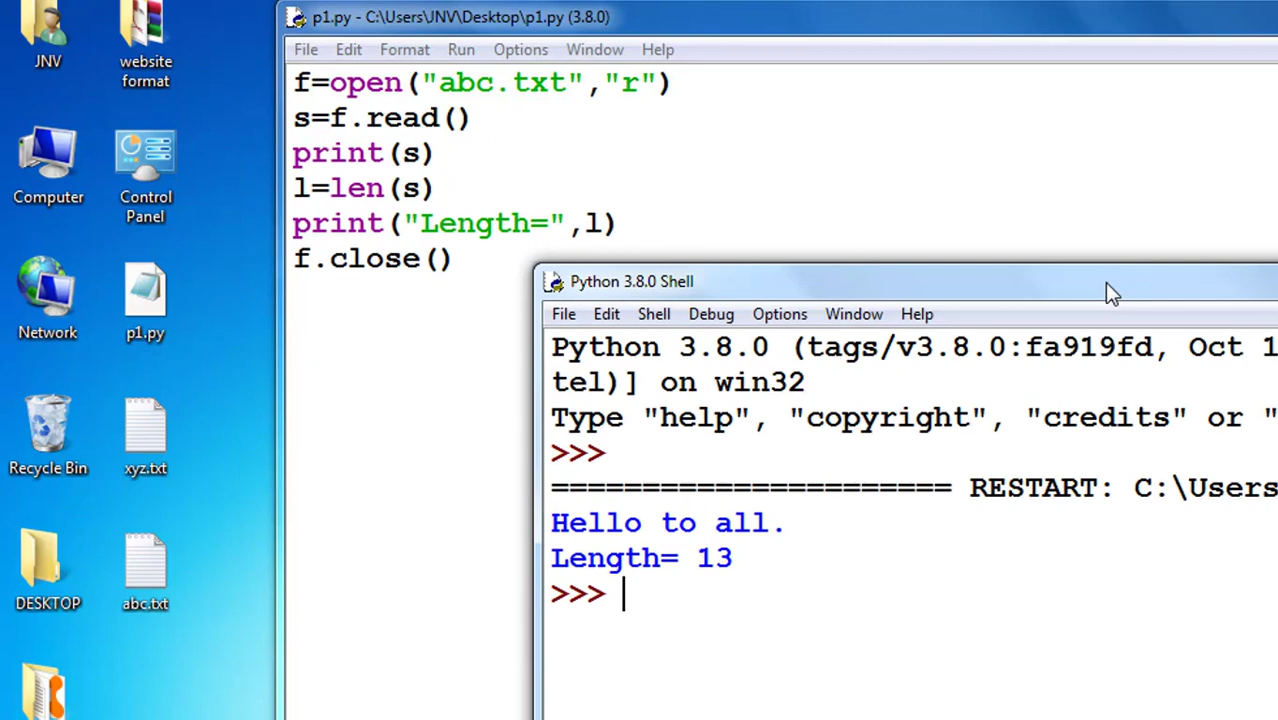 JNV
website
format
Computer
Control
Panel
Network
p1.py
Recycle Bin
xyz.txt
DESKTOP
abc.txt
p1.py - C:\Users\JNV\Desktop\p1.py (3.8.0)
File Edit Format Run Options Window Help
f=open("abc.txt","r")
s=f.read()
print(s)
l=len(s)
print("Length=",l)
f.close()
Python 3.8.0 Shell
File Edit Shell Debug Options Window Help
Python 3.8.0 (tags/v3.8.0:fa919fd, Oct 1
tel)] on win32
Type "help", "copyright", "credits" or "
>>>
====================== RESTART: C:\Users
Hello to all.
Length= 13
>>>